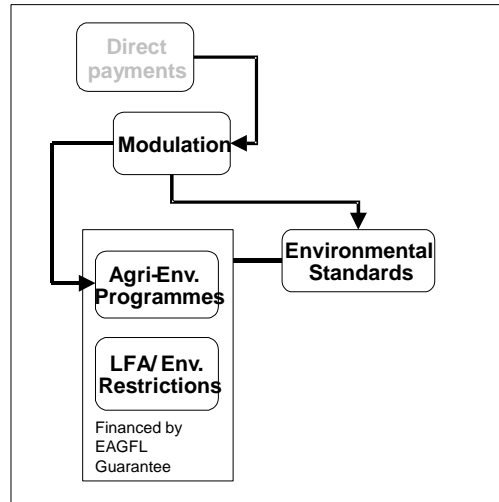 Direct
payments
Modulation
Environmental
Standards
Agri-Env.
Programmes
LFA/ Env.
Restrictions
Financed by
EAGFL
Guarantee